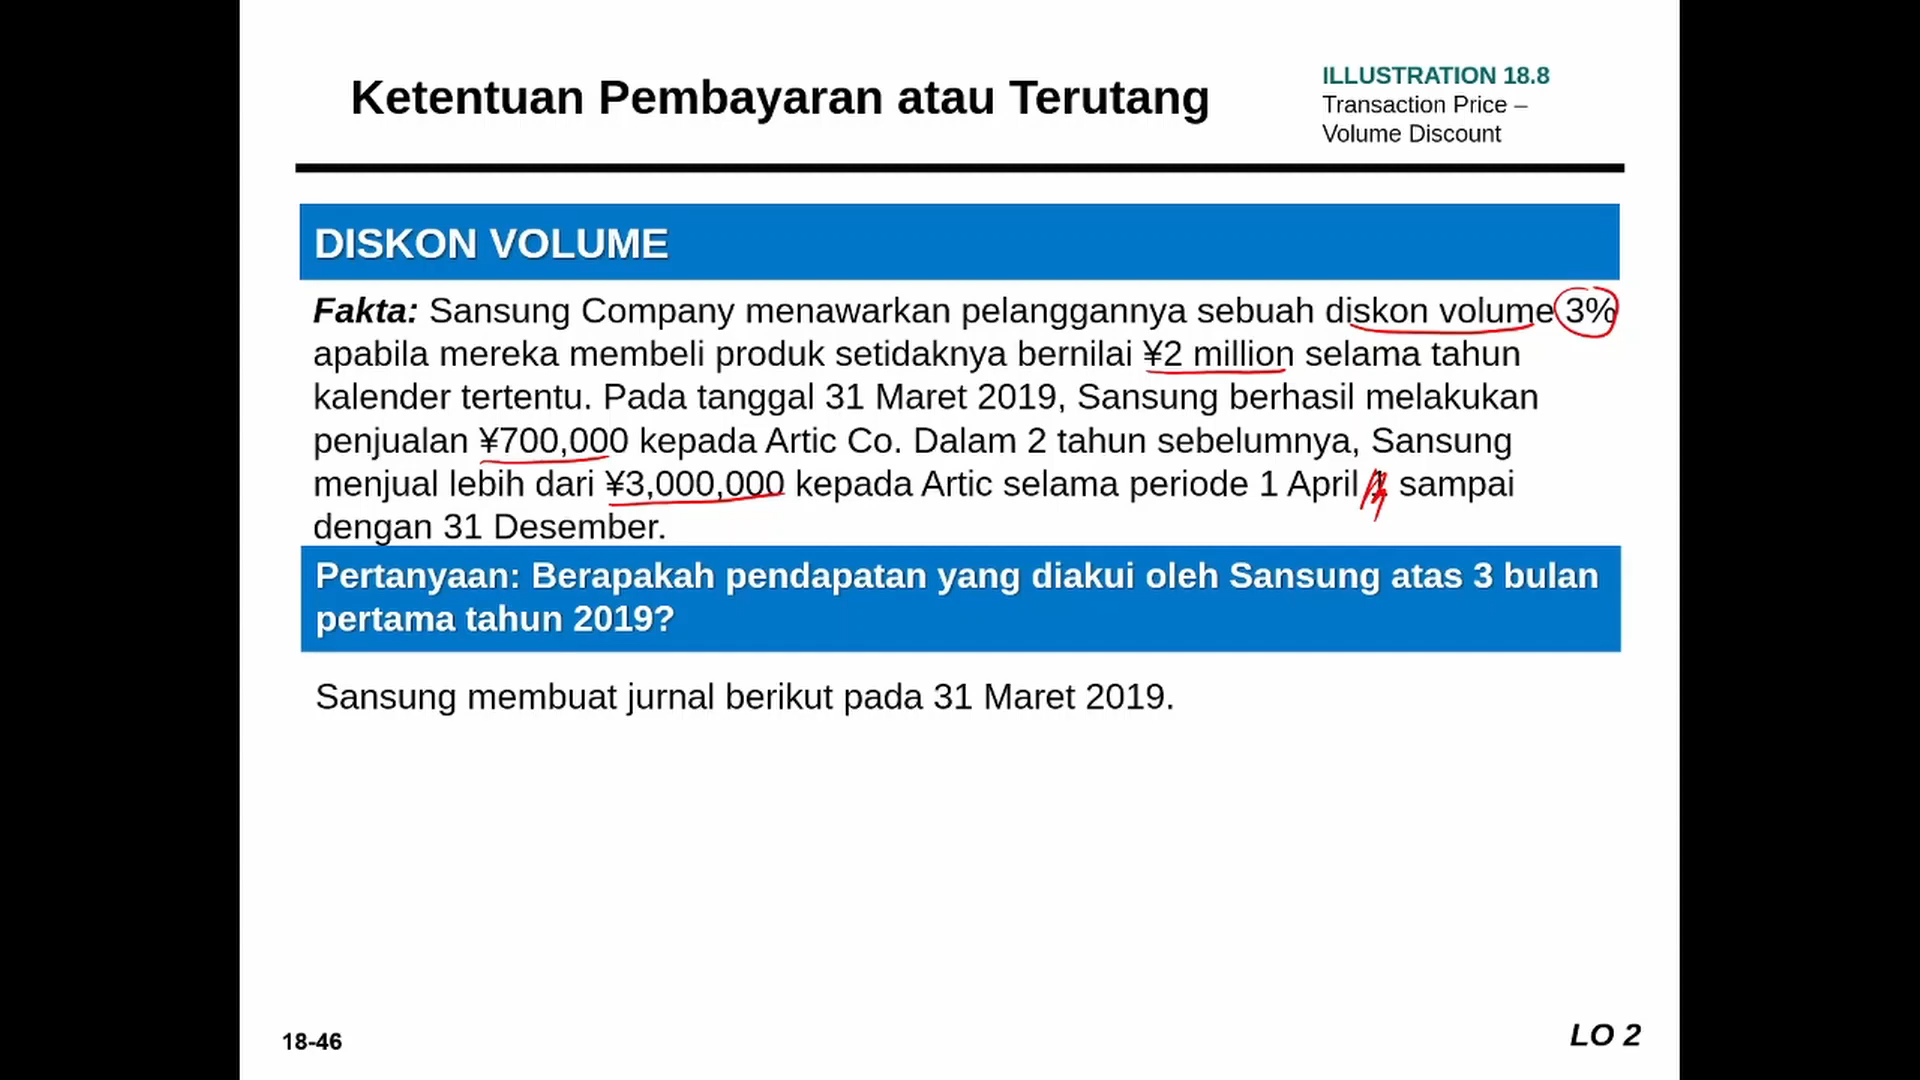 Ketentuan Pembayaran atau Terutang
ILLUSTRATION 18.8
Transaction Price –
Volume Discount
DISKON VOLUME
Fakta: Sansung Company menawarkan pelanggannya sebuah diskon volume 3%
apabila mereka membeli produk setidaknya bernilai ¥2 million selama tahun
kalender tertentu. Pada tanggal 31 Maret 2019, Sansung berhasil melakukan
penjualan ¥700,000 kepada Artic Co. Dalam 2 tahun sebelumnya, Sansung
menjual lebih dari ¥3,000,000 kepada Artic selama periode 1 April sampai
dengan 31 Desember.
Pertanyaan: Berapakah pendapatan yang diakui oleh Sansung atas 3 bulan
pertama tahun 2019?
Sansung membuat jurnal berikut pada 31 Maret 2019.
18-46
LO 2